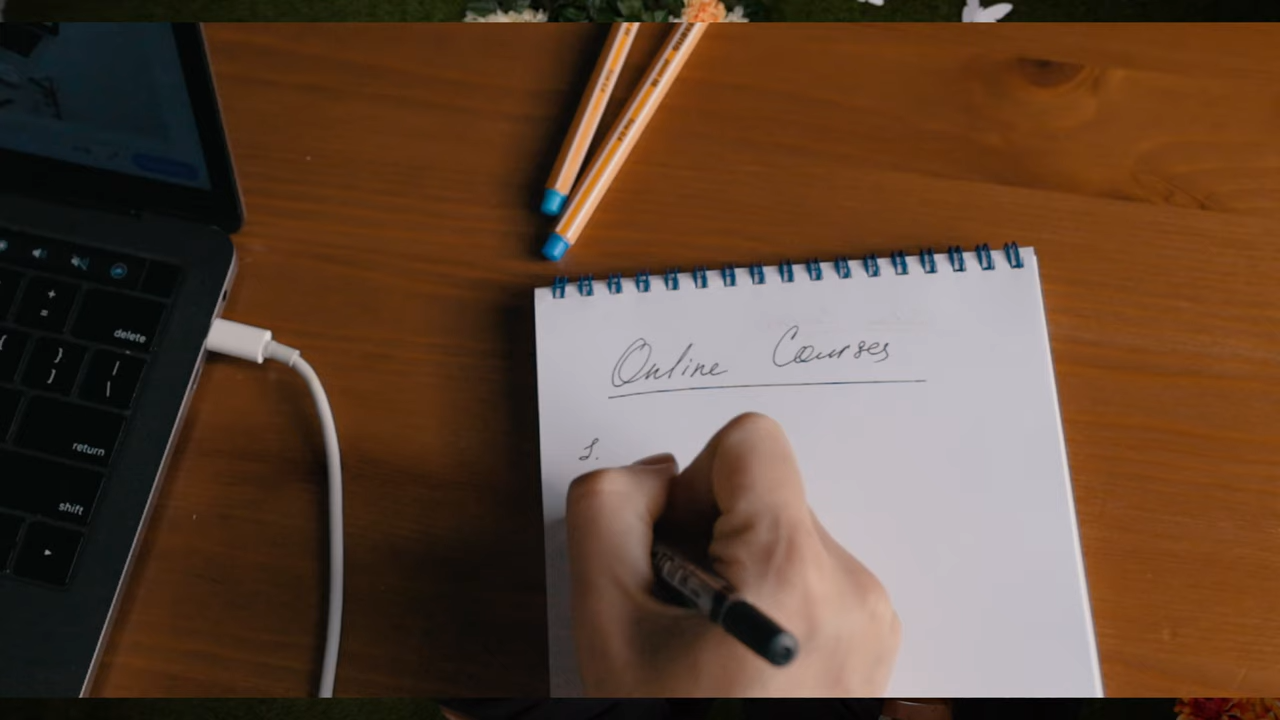 Online Courses
1.
+
=
delete
}
]
|
\
return
shift